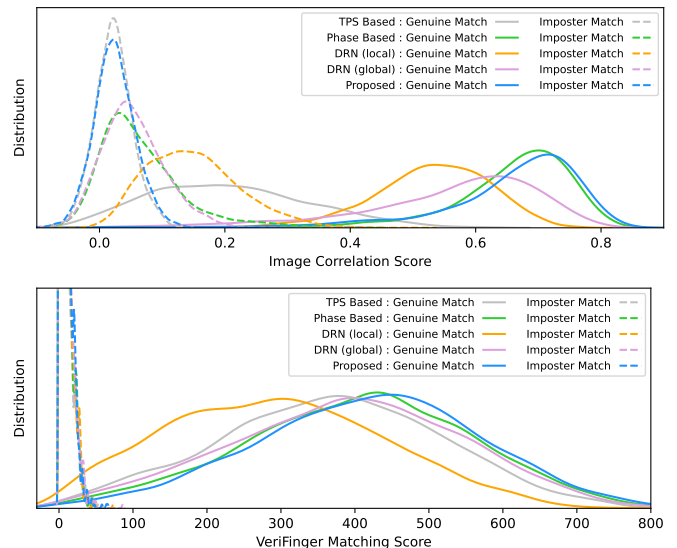 TPS Based : Genuine Match Imposter Match
Phase Based : Genuine Match Imposter Match
DRN (local) : Genuine Match Imposter Match
DRN (global) : Genuine Match Imposter Match
Proposed : Genuine Match Imposter Match
Distribution
0.0 0.2 0.4 0.6 0.8
Image Correlation Score
TPS Based : Genuine Match Imposter Match
Phase Based : Genuine Match Imposter Match
DRN (local) : Genuine Match Imposter Match
DRN (global) : Genuine Match Imposter Match
Proposed : Genuine Match Imposter Match
Distribution
0 100 200 300 400 500 600 700 800
VeriFinger Matching Score